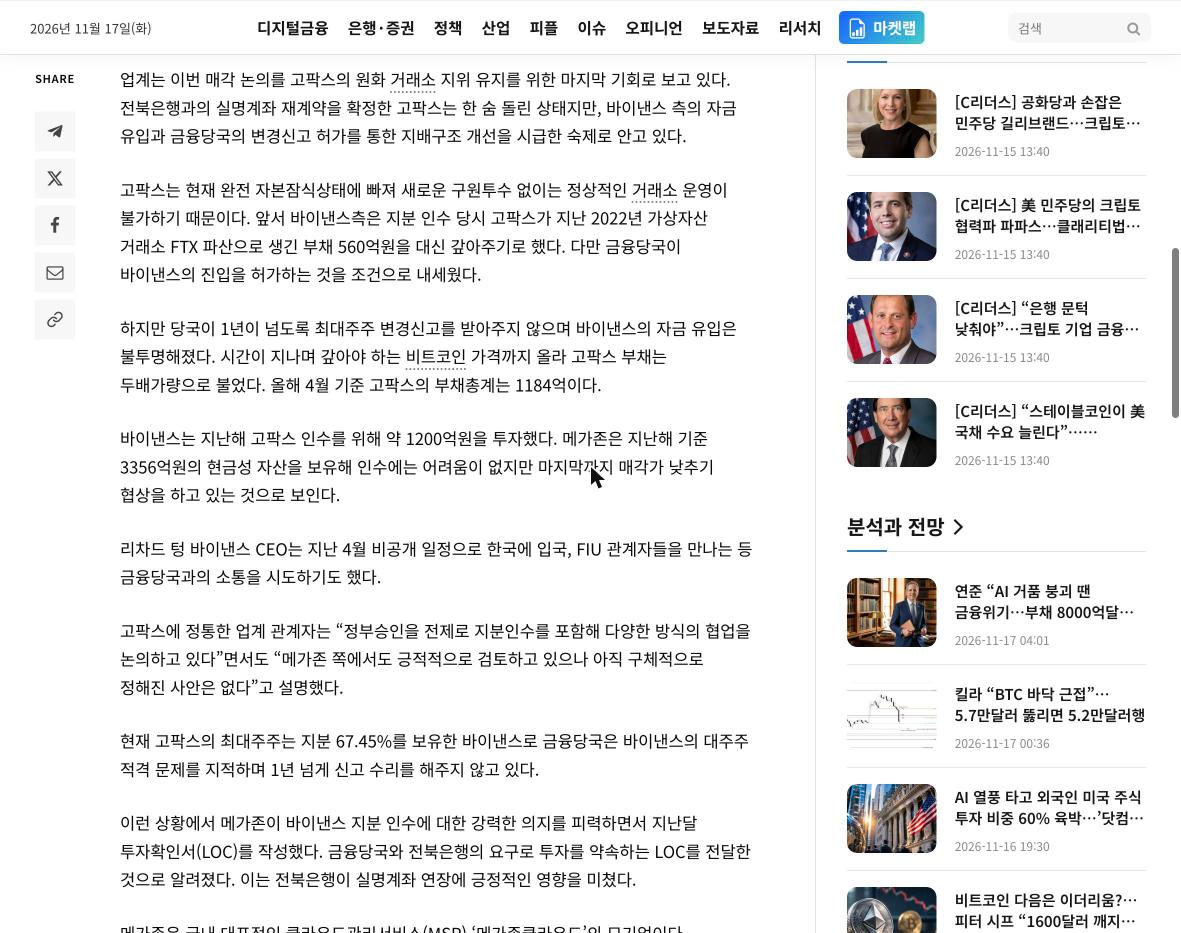 2026년 11월 17일(화)
디지털금융 은행·증권 정책 산업 피플 이슈 오피니언 보도자료 리서치 마켓랩
검색
SHARE
업계는 이번 매각 논의를 고팍스의 원화 거래소 지위 유지를 위한 마지막 기회로 보고 있다.
전북은행과의 실명계좌 재계약을 확정한 고팍스는 한 숨 돌린 상태지만, 바이낸스 측의 자금
유입과 금융당국의 변경신고 허가를 통한 지배구조 개선을 시급한 숙제로 안고 있다.
고팍스는 현재 완전 자본잠식상태에 빠져 새로운 구원투수 없이는 정상적인 거래소 운영이
불가하기 때문이다. 앞서 바이낸스측은 지분 인수 당시 고팍스가 지난 2022년 가상자산
거래소 FTX 파산으로 생긴 부채 560억원을 대신 갚아주기로 했다. 다만 금융당국이
바이낸스의 진입을 허가하는 것을 조건으로 내세웠다.
하지만 당국이 1년이 넘도록 최대주주 변경신고를 받아주지 않으며 바이낸스의 자금 유입은
불투명해졌다. 시간이 지나며 갚아야 하는 비트코인 가격까지 올라 고팍스 부채는
두배가량으로 불었다. 올해 4월 기준 고팍스의 부채총계는 1184억이다.
바이낸스는 지난해 고팍스 인수를 위해 약 1200억원을 투자했다. 메가존은 지난해 기준
3356억원의 현금성 자산을 보유해 인수에는 어려움이 없지만 마지막까지 매각가 낮추기
협상을 하고 있는 것으로 보인다.
리차드 텅 바이낸스 CEO는 지난 4월 비공개 일정으로 한국에 입국, FIU 관계자들을 만나는 등
금융당국과의 소통을 시도하기도 했다.
고팍스에 정통한 업계 관계자는 “정부승인을 전제로 지분인수를 포함해 다양한 방식의 협업을
논의하고 있다”면서도 “메가존 쪽에서도 긍적적으로 검토하고 있으나 아직 구체적으로
정해진 사안은 없다”고 설명했다.
현재 고팍스의 최대주주는 지분 67.45%를 보유한 바이낸스로 금융당국은 바이낸스의 대주주
적격 문제를 지적하며 1년 넘게 신고 수리를 해주지 않고 있다.
이런 상황에서 메가존이 바이낸스 지분 인수에 대한 강력한 의지를 피력하면서 지난달
투자확인서(LOC)를 작성했다. 금융당국와 전북은행의 요구로 투자를 약속하는 LOC를 전달한
것으로 알려졌다. 이는 전북은행이 실명계좌 연장에 긍정적인 영향을 미쳤다.
메가존은 국내 대표적인 클라우드관리서비스(MSP) ‘메가존클라우드’의 모기업이다.
[C리더스] 공화당과 손잡은
민주당 길리브랜드…크립토…
2026-11-15 13:40
[C리더스] 美 민주당의 크립토
협력파 파파스…클래리티법…
2026-11-15 13:40
[C리더스] “은행 문턱
낮춰야”…크립토 기업 금융…
2026-11-15 13:40
[C리더스] “스테이블코인이 美
국채 수요 늘린다”……
2026-11-15 13:40
분석과 전망
연준 “AI 거품 붕괴 땐
금융위기…부채 8000억달…
2026-11-17 04:01
킬라 “BTC 바닥 근접”…
5.7만달러 뚫리면 5.2만달러행
2026-11-17 00:36
AI 열풍 타고 외국인 미국 주식
투자 비중 60% 육박…’닷컴…
2026-11-16 19:30
비트코인 다음은 이더리움?…
피터 시프 “1600달러 깨지…